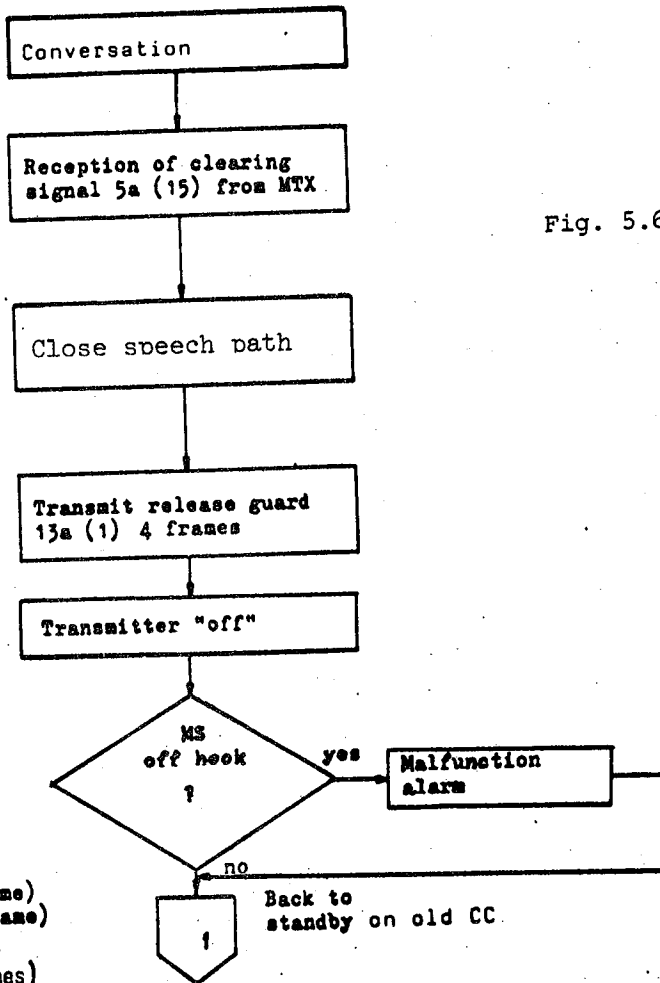 Conversation
Reception of clearing
signal 5a (15) from MTX
Fig. 5.6
Close speech path
Transmit release guard
13a (1) 4 frames
Transmitter "off"
MS
off hook
?
yes
Malfunction
alarm
no
Back to
standby on old CC
1